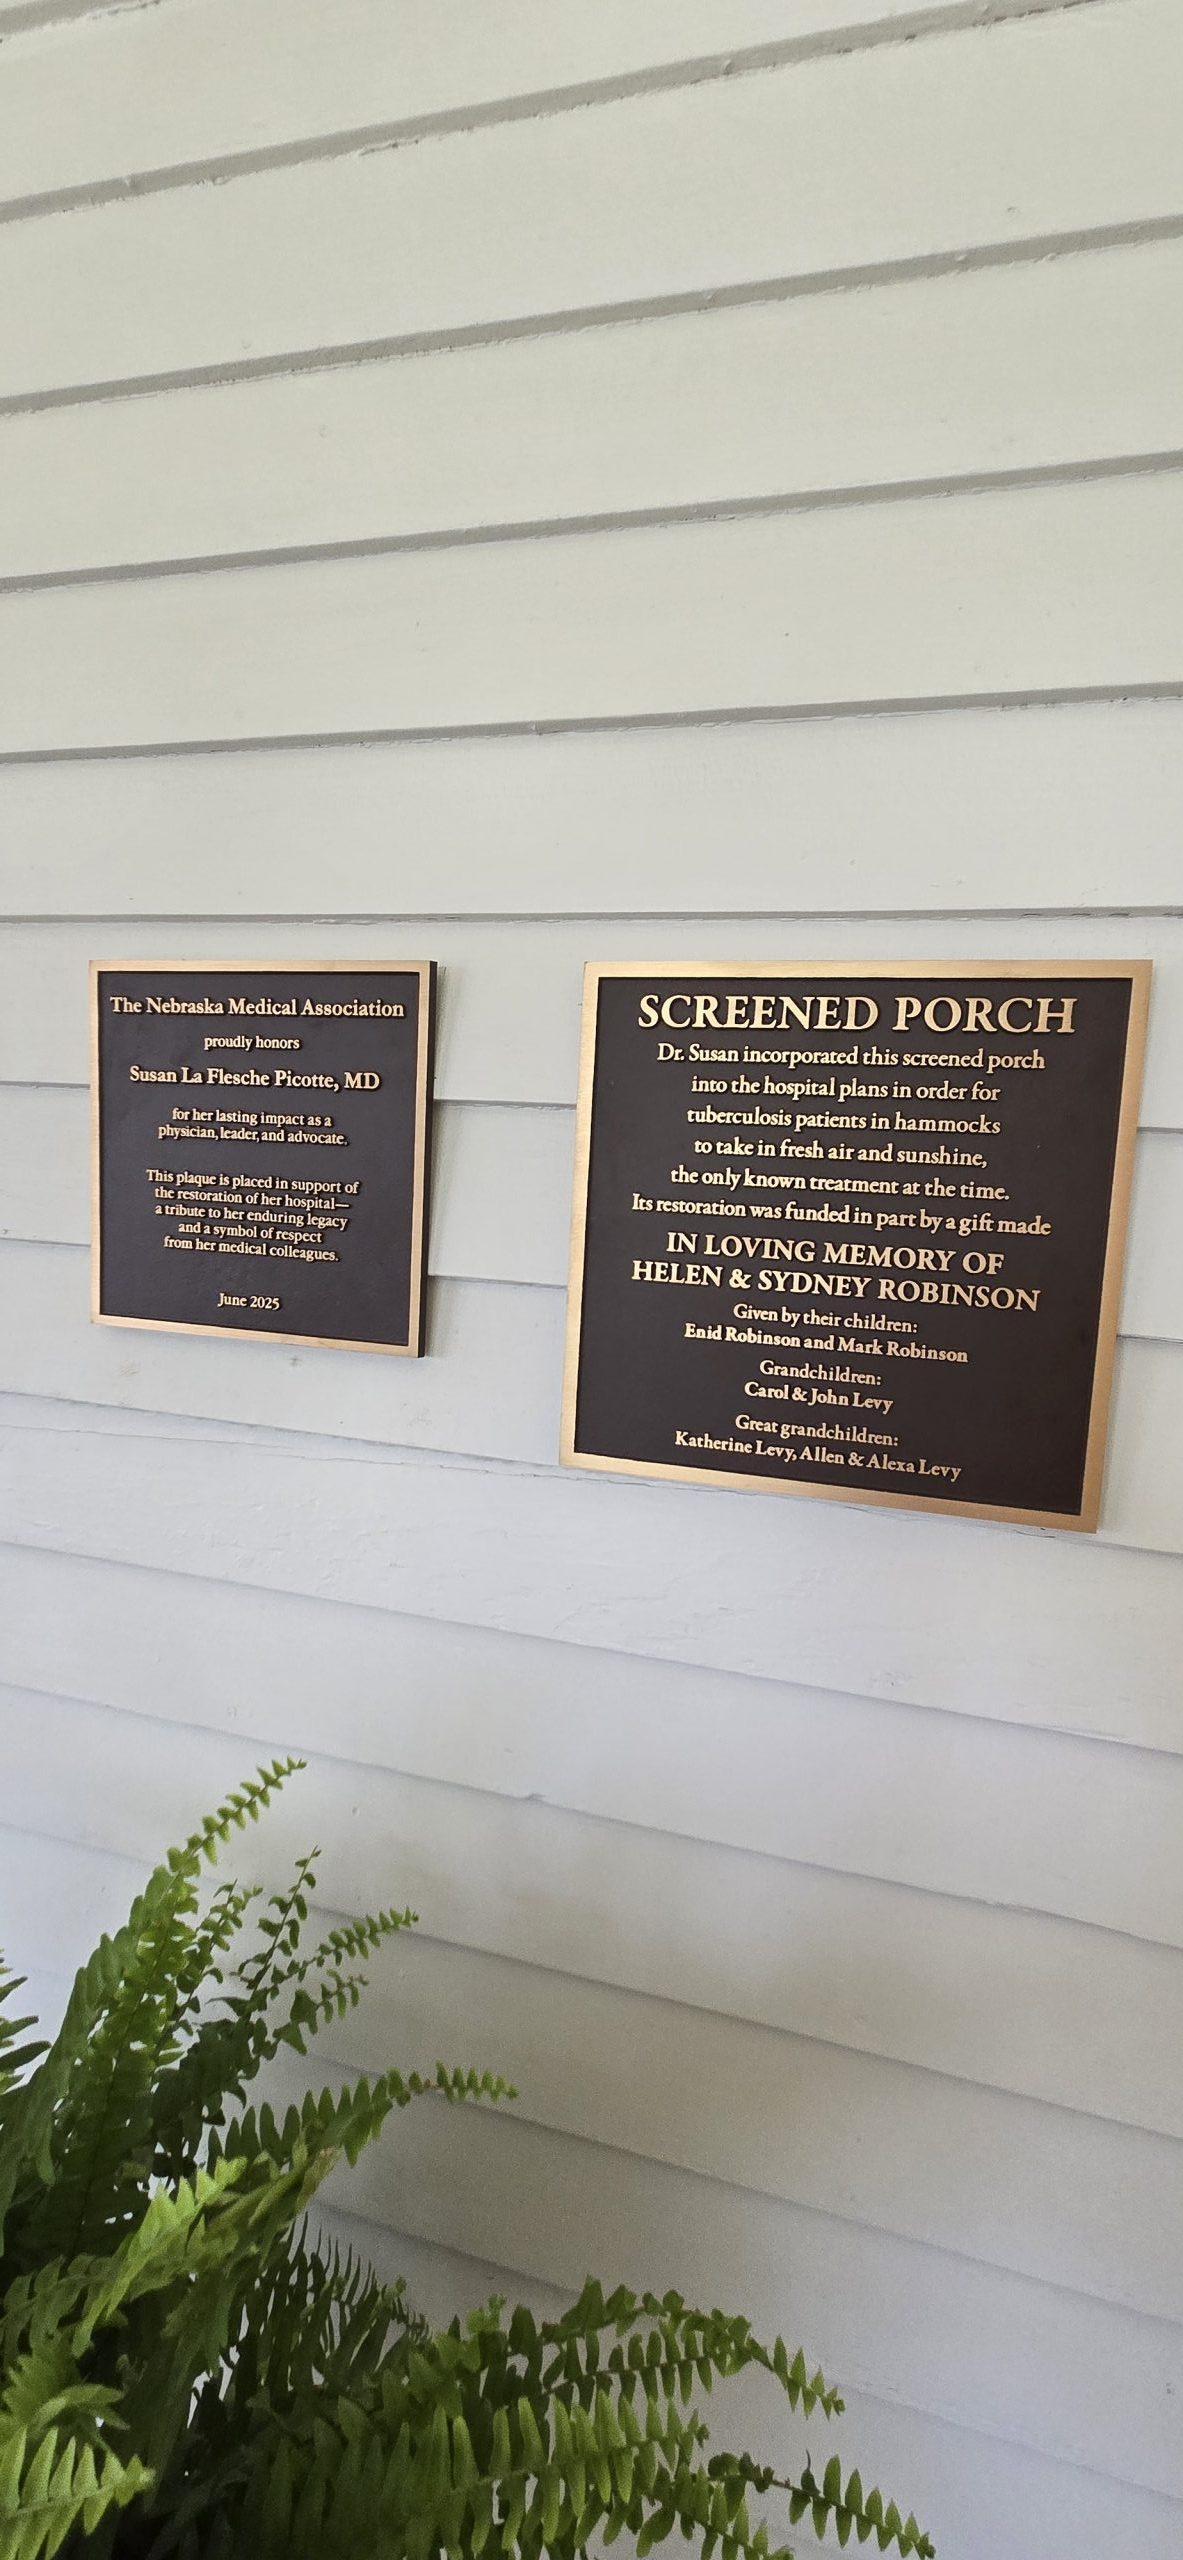 The Nebraska Medical Association
proudly honors
Susan La Flesche Picotte, MD
for her lasting impact as a
physician, leader, and advocate.
This plaque is placed in support of
the restoration of her hospital—
a tribute to her enduring legacy
and a symbol of respect
from her medical colleagues.
June 2025
SCREENED PORCH
Dr. Susan incorporated this screened porch
into the hospital plans in order for
tuberculosis patients in hammocks
to take in fresh air and sunshine,
the only known treatment at the time.
Its restoration was funded in part by a gift made
IN LOVING MEMORY OF
HELEN & SYDNEY ROBINSON
Given by their children:
Enid Robinson and Mark Robinson
Grandchildren:
Carol & John Levy
Great grandchildren:
Katherine Levy, Allen & Alexa Levy